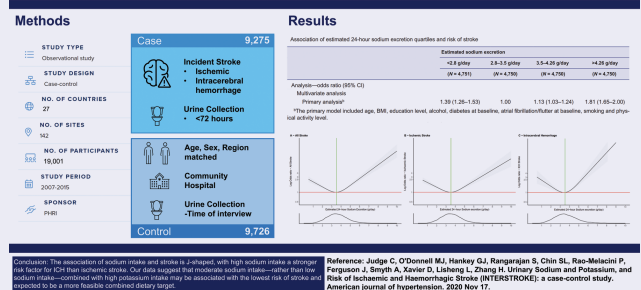 Methods
STUDY TYPE
Observational study
STUDY DESIGN
Case-control
NO. OF COUNTRIES
27
NO. OF SITES
142
NO. OF PARTICIPANTS
19,001
STUDY PERIOD
2007-2015
SPONSOR
PHRI
Case 9,275
Incident Stroke
• Ischemic
• Intracerebral
hemorrhage
Urine Collection
• <72 hours
Age, Sex, Region
matched
Community
Hospital
Urine Collection
-Time of interview
Control 9,726
Results
Association of estimated 24-hour sodium excretion quartiles and risk of stroke
Estimated sodium excretion
<2.8 g/day 2.8–3.5 g/day 3.5–4.26 g/day >4.26 g/day
(N = 4,751) (N = 4,750) (N = 4,750) (N = 4,750)
Analysis—odds ratio (95% CI)
Multivariate analysis
Primary analysisᵃ 1.39 (1.26–1.53) 1.00 1.13 (1.03–1.24) 1.81 (1.65–2.00)
ᵃThe primary model included age, BMI, education level, alcohol, diabetes at baseline, atrial fibrillation/flutter at baseline, smoking and phys-
ical activity level.
A – All Stroke B – Ischemic Stroke C – Intracerebral Hemorrhage
Conclusion: The association of sodium intake and stroke is J-shaped, with high sodium intake a stronger
risk factor for ICH than ischemic stroke. Our data suggest that moderate sodium intake—rather than low
sodium intake—combined with high potassium intake may be associated with the lowest risk of stroke and
expected to be a more feasible combined dietary target.
Reference: Judge C, O'Donnell MJ, Hankey GJ, Rangarajan S, Chin SL, Rao-Melacini P,
Ferguson J, Smyth A, Xavier D, Lisheng L, Zhang H. Urinary Sodium and Potassium, and
Risk of Ischaemic and Haemorrhagic Stroke (INTERSTROKE): a case-control study.
American journal of hypertension. 2020 Nov 17.